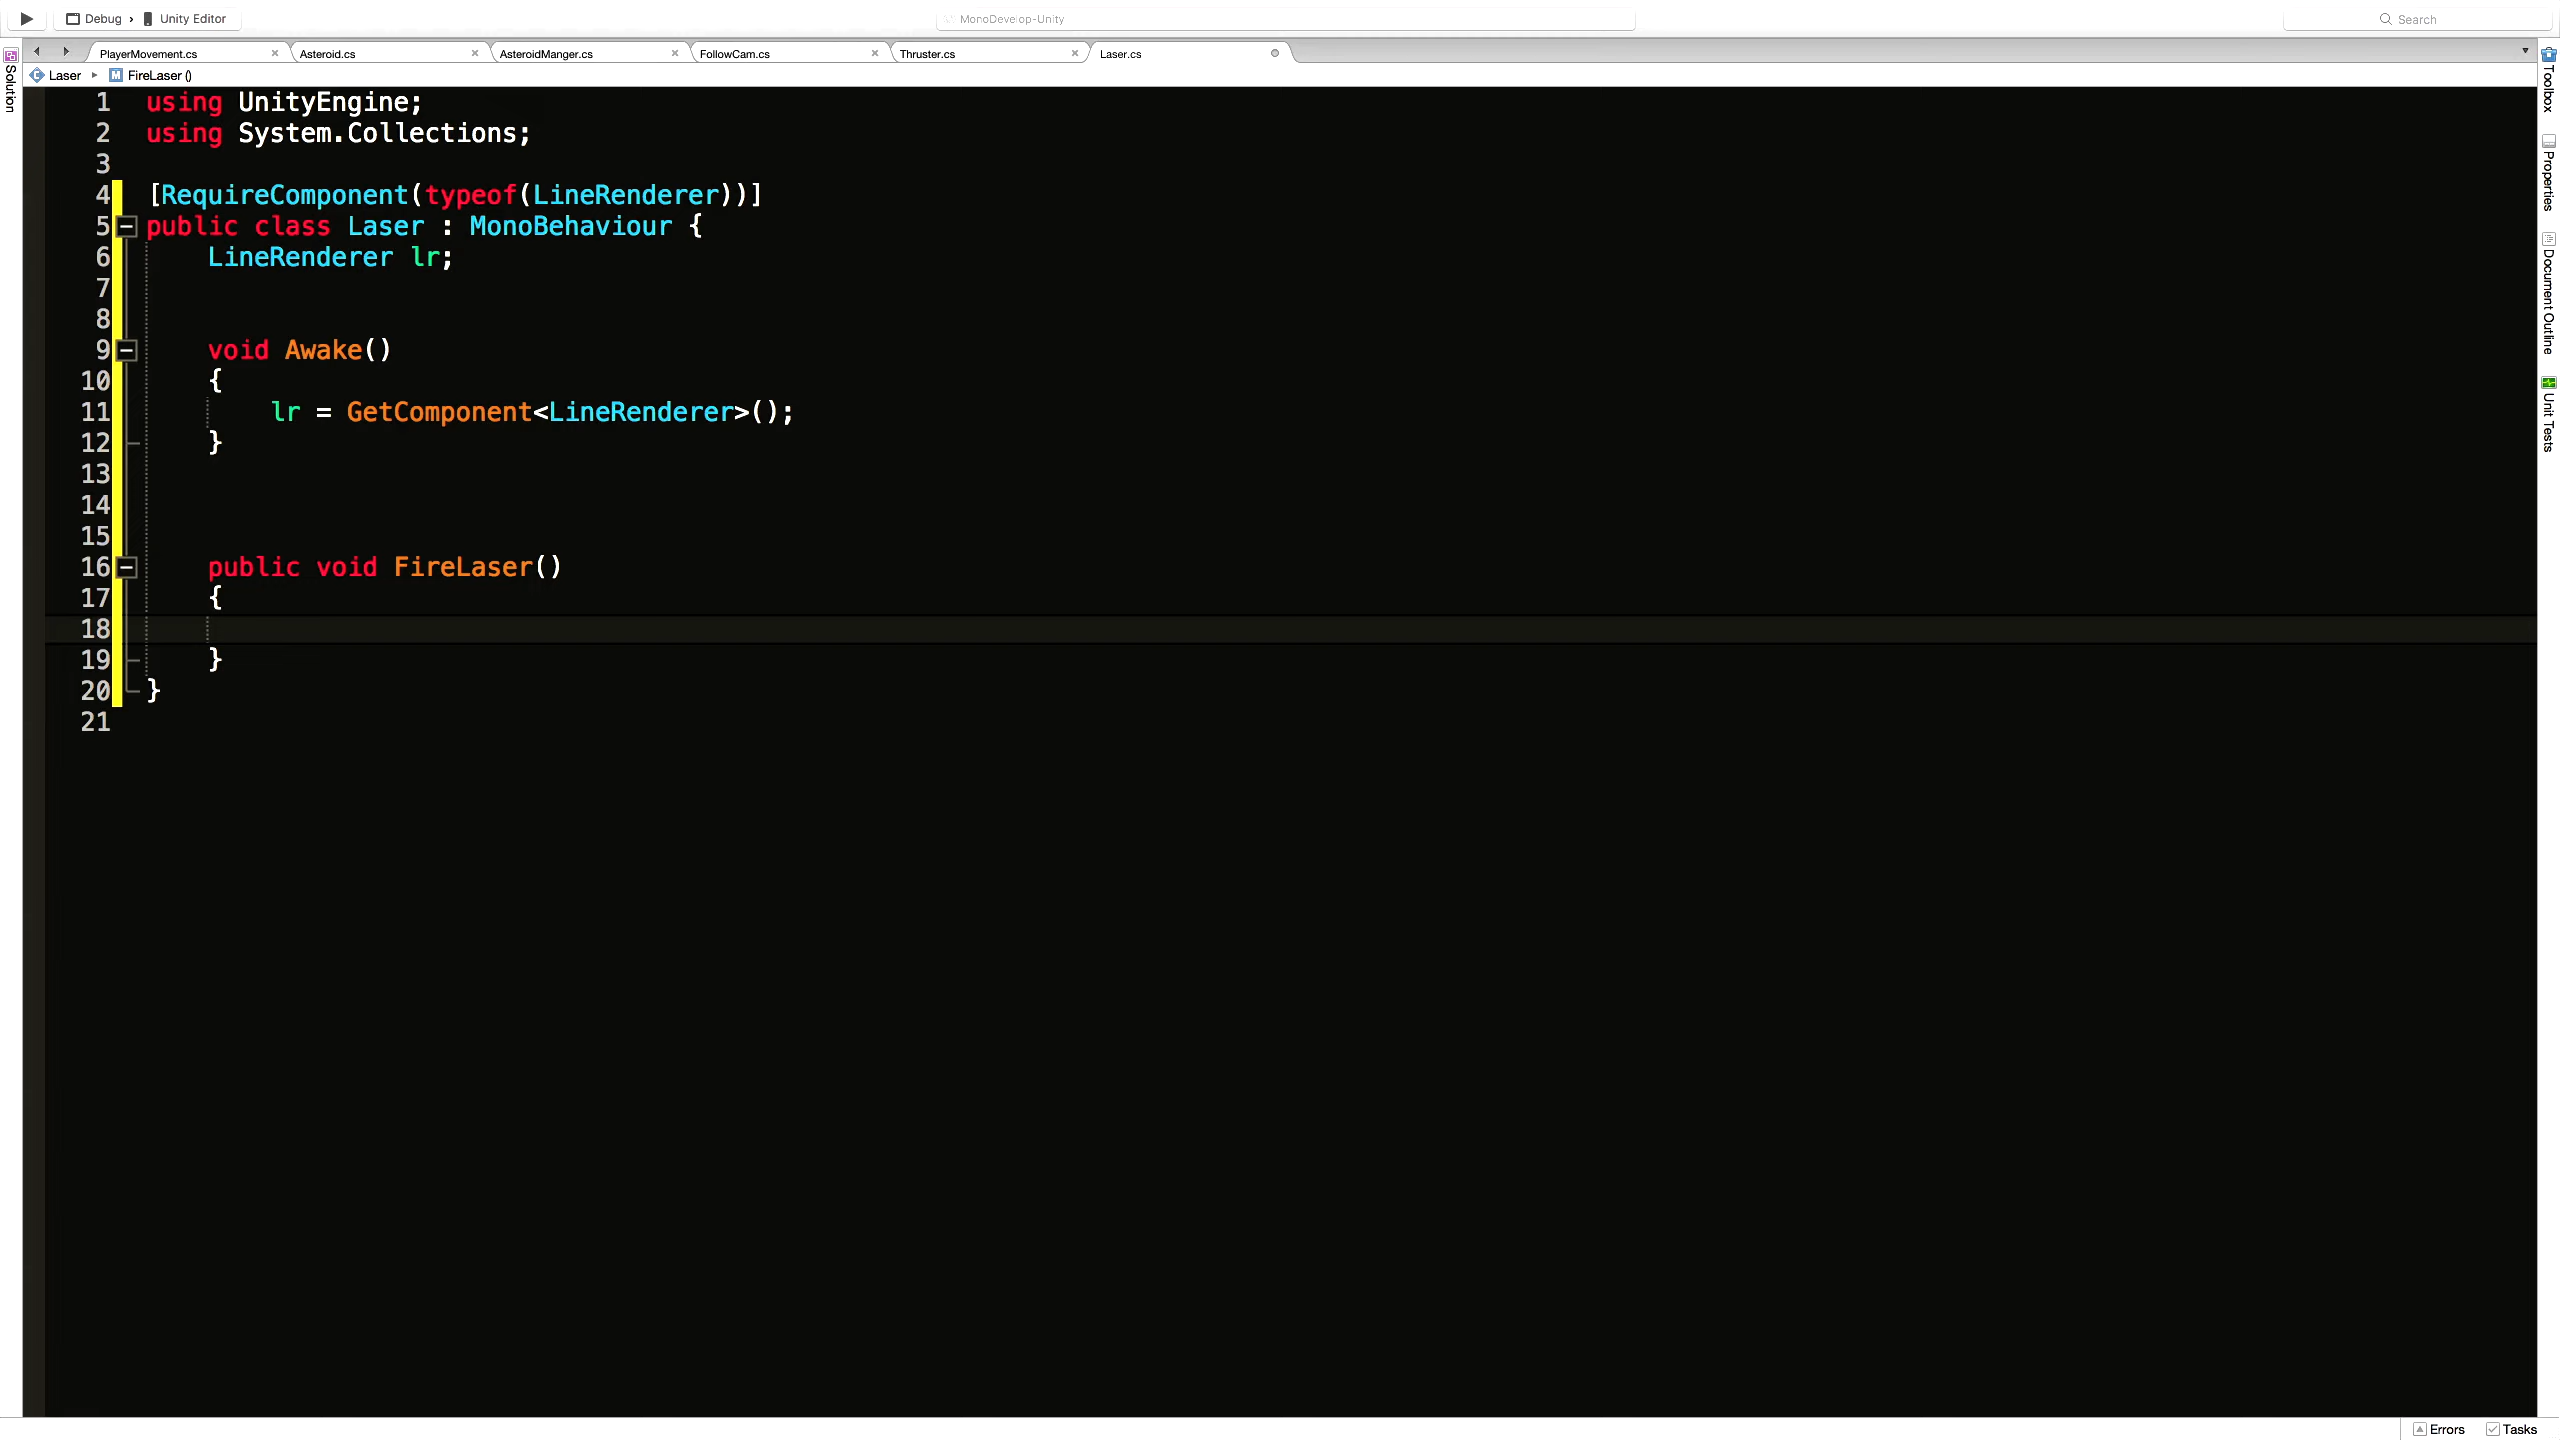 Debug › Unity Editor
MonoDevelop-Unity
Search
PlayerMovement.cs
Asteroid.cs
AsteroidManger.cs
FollowCam.cs
Thruster.cs
Laser.cs
Laser
FireLaser ()
Solution
Toolbox
Properties
Document Outline
Unit Tests
1 using UnityEngine;
2 using System.Collections;
3
4 [RequireComponent(typeof(LineRenderer))]
5 public class Laser : MonoBehaviour {
6 LineRenderer lr;
7
8
9 void Awake()
10 {
11 lr = GetComponent<LineRenderer>();
12 }
13
14
15
16 public void FireLaser()
17 {
18
19 }
20 }
21
Errors
Tasks